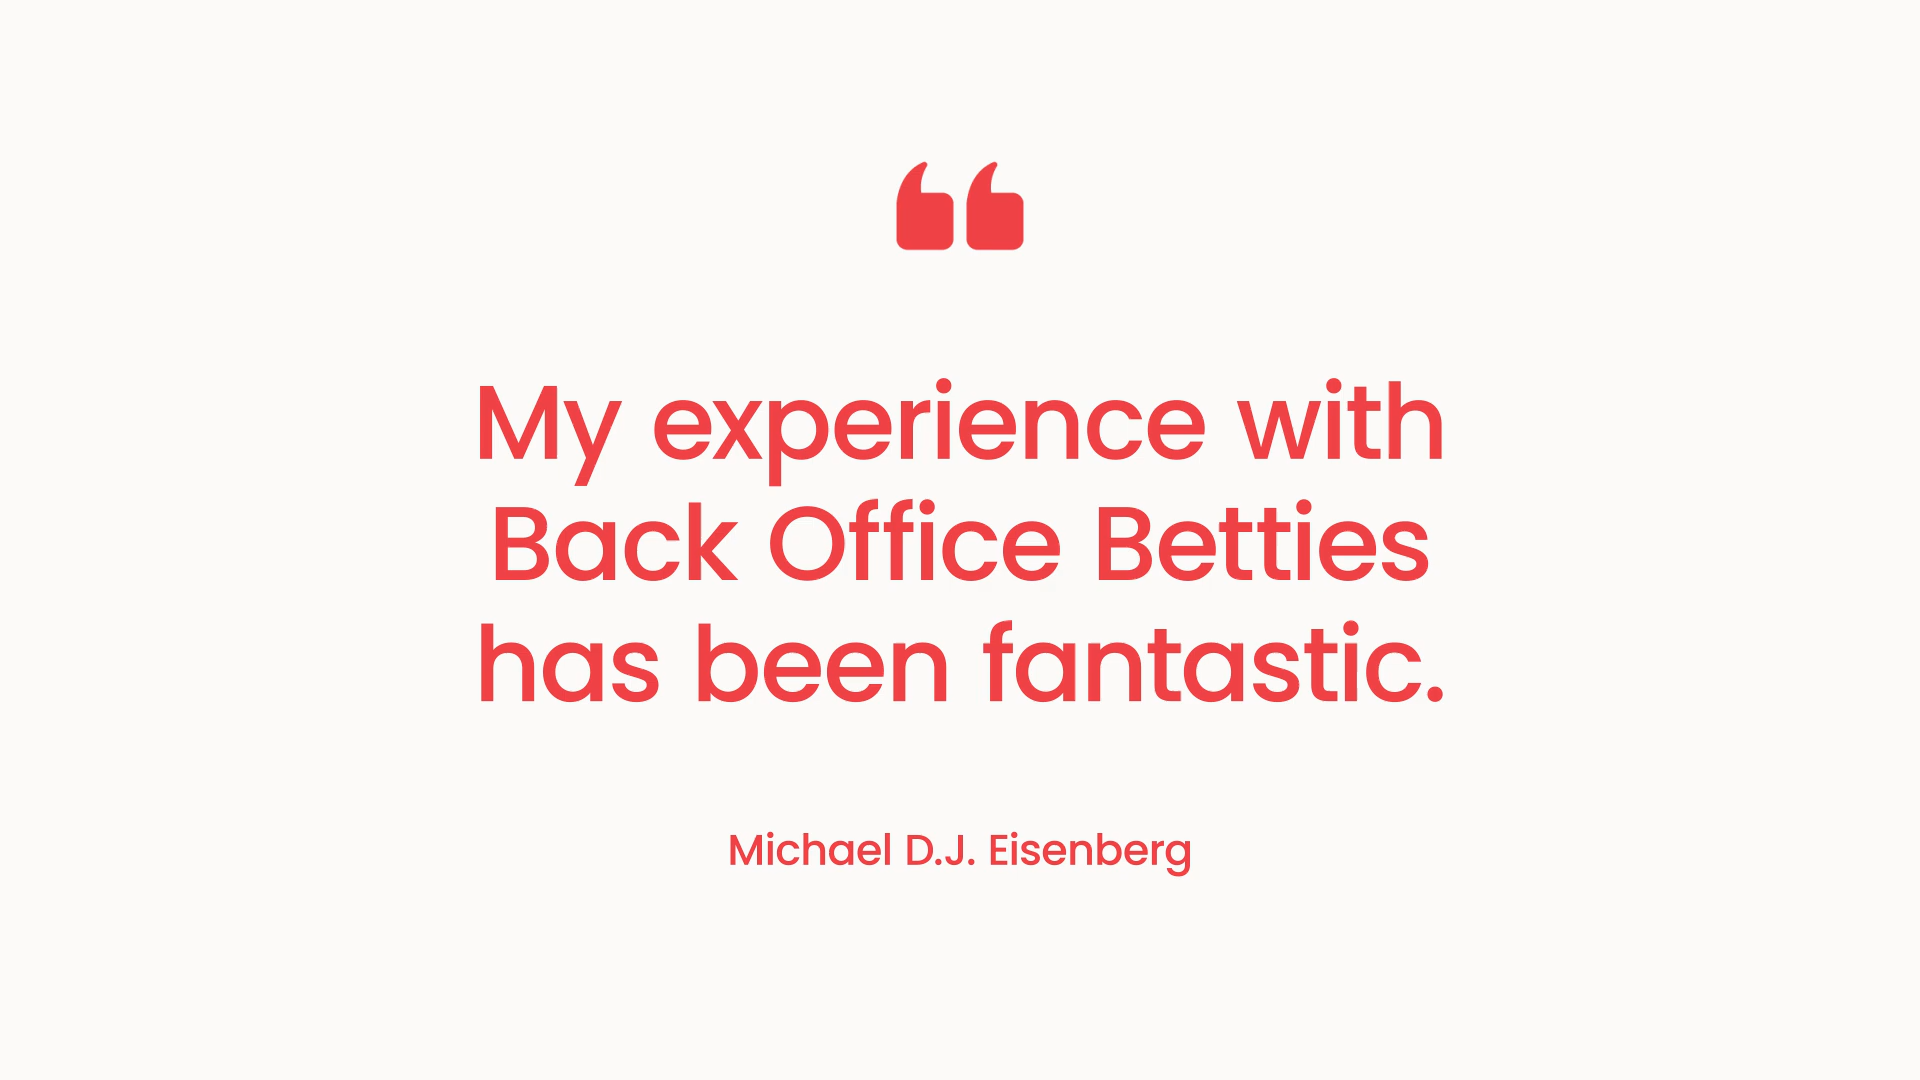 “
My experience with
Back Office Betties
has been fantastic.
Michael D.J. Eisenberg